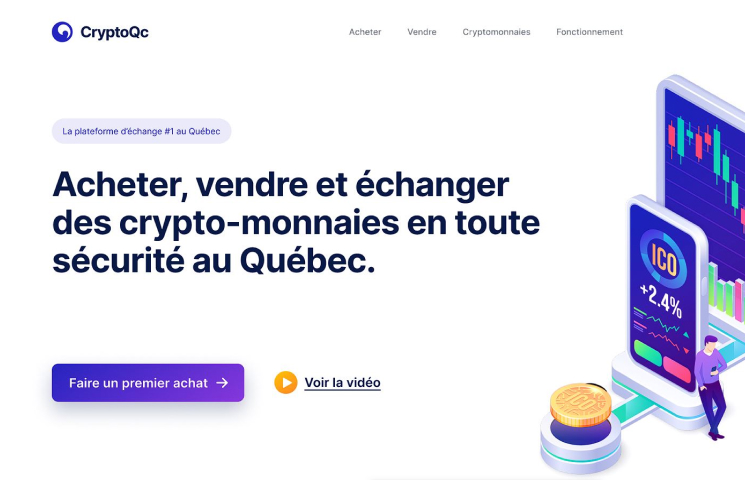 CryptoQc
Acheter
Vendre
Cryptomonnaies
Fonctionnement
La plateforme d'échange #1 au Québec
Acheter, vendre et échanger
des crypto-monnaies en toute
sécurité au Québec.
Faire un premier achat
Voir la vidéo
ICO
+2.4%
ICO